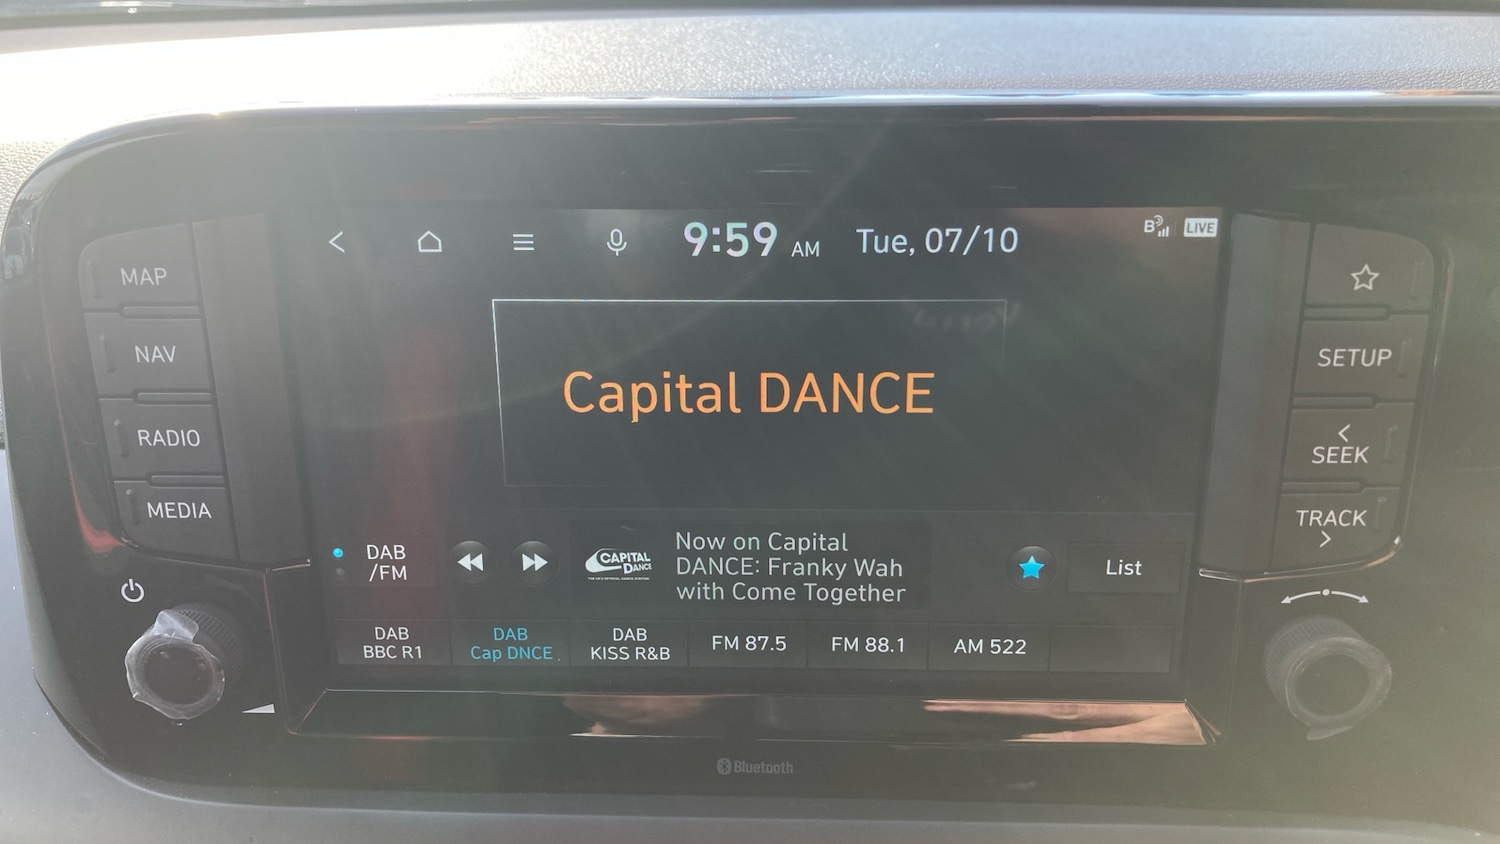 9:59 AM Tue, 07/10
B LIVE
MAP
NAV
RADIO
MEDIA
SETUP
SEEK
TRACK
Capital DANCE
DAB
/FM
CAPITAL
DANCE
Now on Capital
DANCE: Franky Wah
with Come Together
List
DAB
BBC R1
DAB
Cap DNCE
DAB
KISS R&B
FM 87.5
FM 88.1
AM 522
Bluetooth